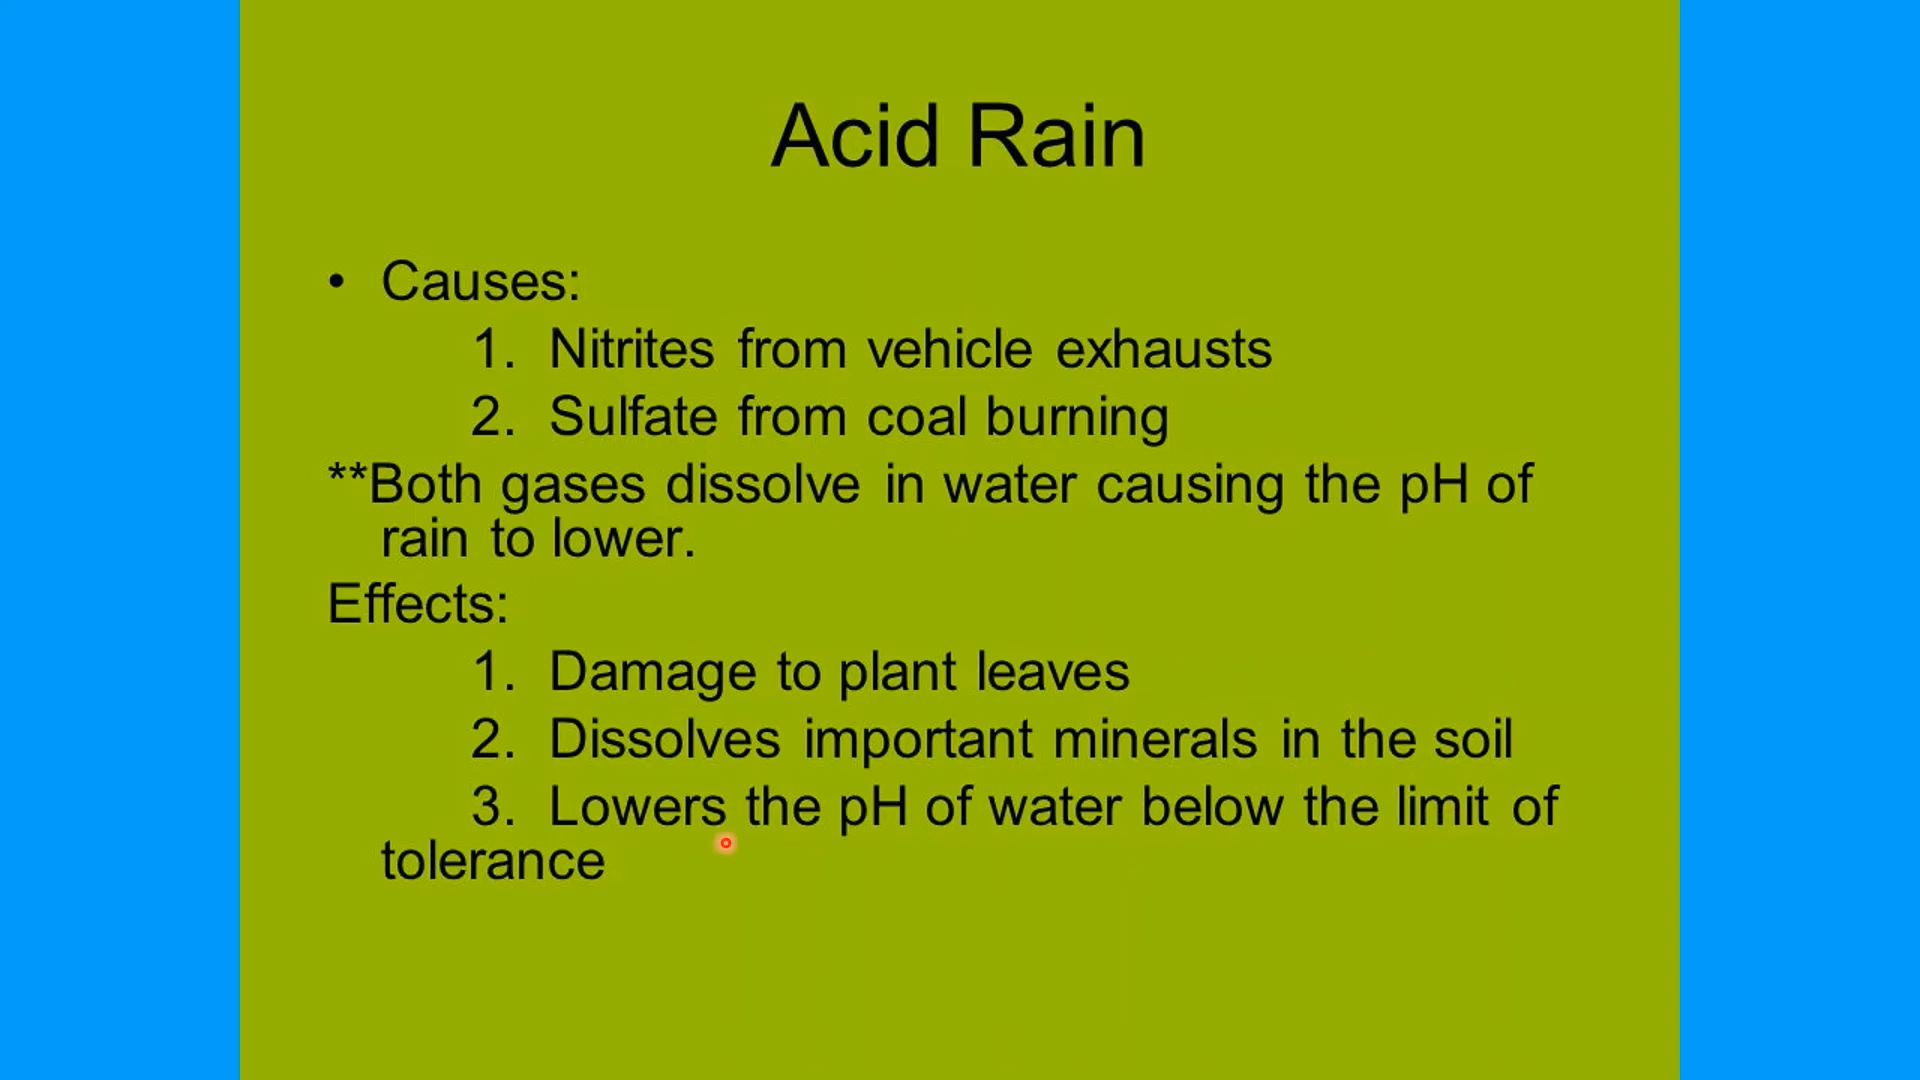 Acid Rain
• Causes:
1. Nitrites from vehicle exhausts
2. Sulfate from coal burning
**Both gases dissolve in water causing the pH of
rain to lower.
Effects:
1. Damage to plant leaves
2. Dissolves important minerals in the soil
3. Lowers the pH of water below the limit of
tolerance